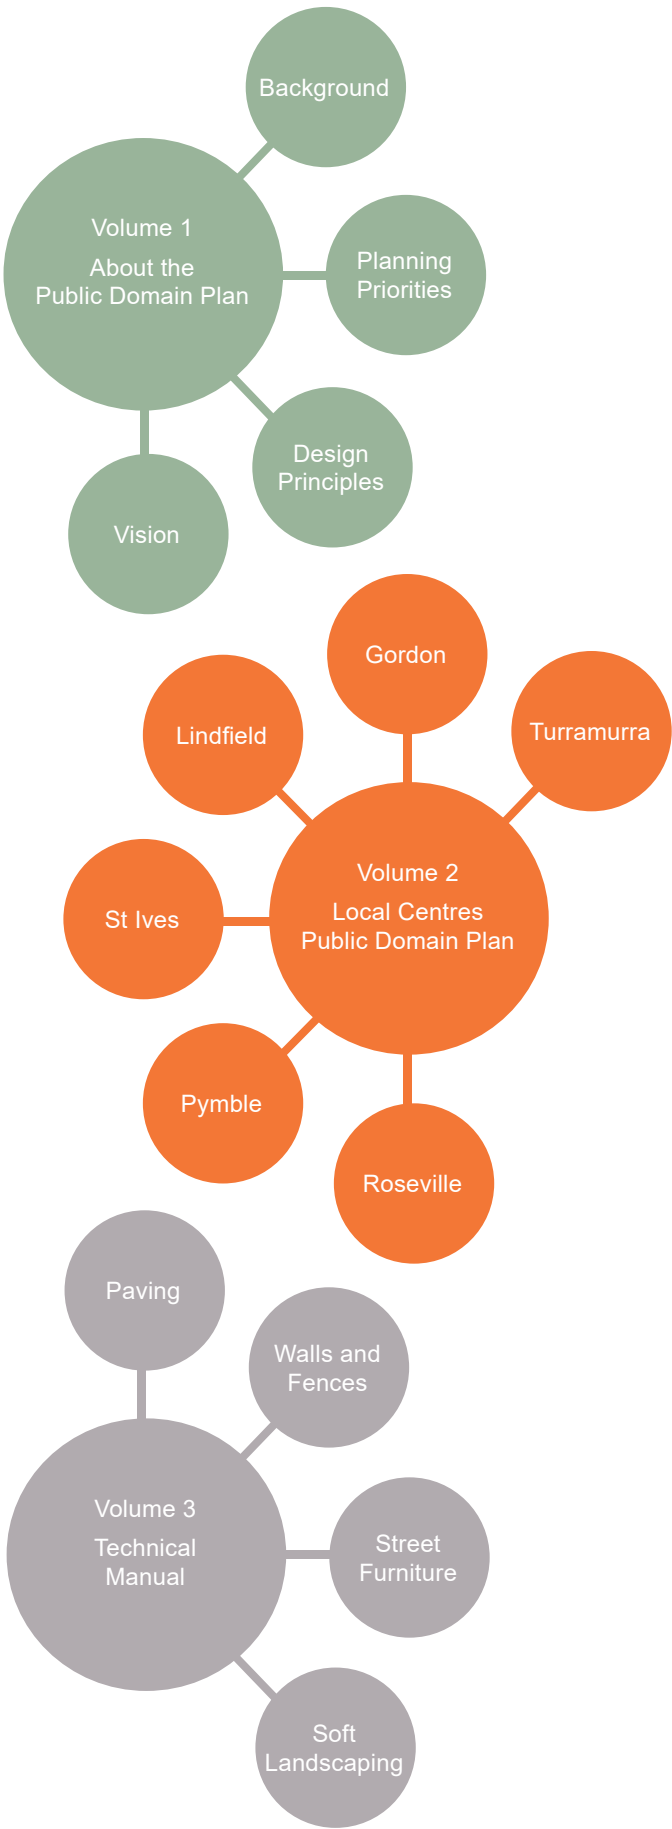 Background
Volume 1
About the
Public Domain Plan
Planning
Priorities
Design
Principles
Vision
Gordon
Turramurra
Lindfield
Volume 2
Local Centres
Public Domain Plan
St Ives
Pymble
Roseville
Paving
Walls and
Fences
Volume 3
Technical
Manual
Street
Furniture
Soft
Landscaping